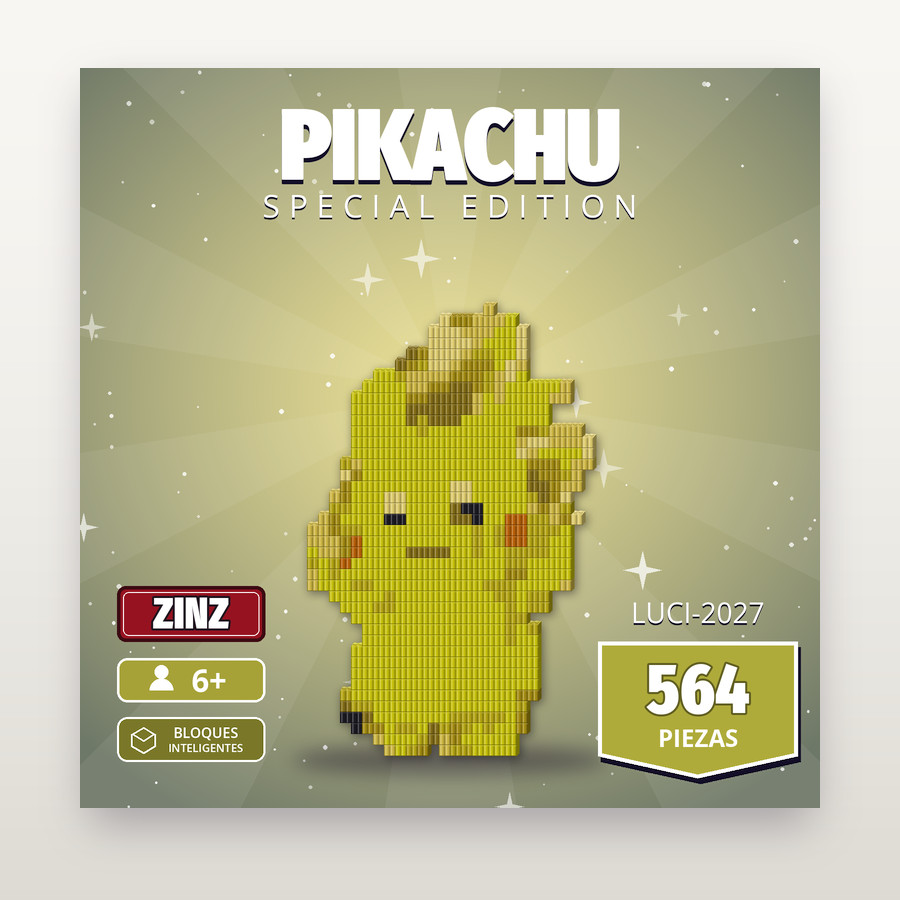 PIKACHU
SPECIAL EDITION
ZINZ
6+
BLOQUES
INTELIGENTES
LUCI-2027
564
PIEZAS